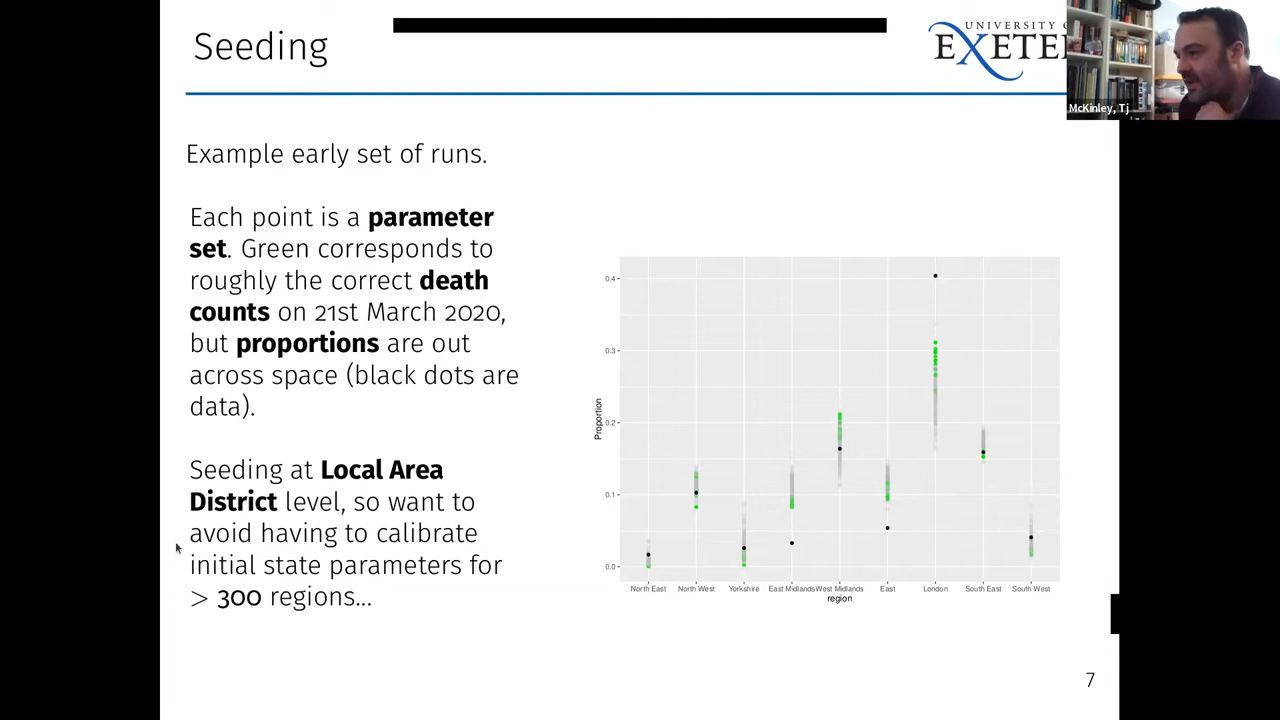 Seeding
UNIVERSITY O
EXETE
McKinley, Tj
Example early set of runs.
Each point is a parameter
set. Green corresponds to
roughly the correct death
counts on 21st March 2020,
but proportions are out
across space (black dots are
data).
Seeding at Local Area
District level, so want to
avoid having to calibrate
initial state parameters for
> 300 regions...
Proportion
0.4
0.3
0.2
0.1
0.0
North East North West Yorkshire East Midlands West Midlands East London South East South West
region
7